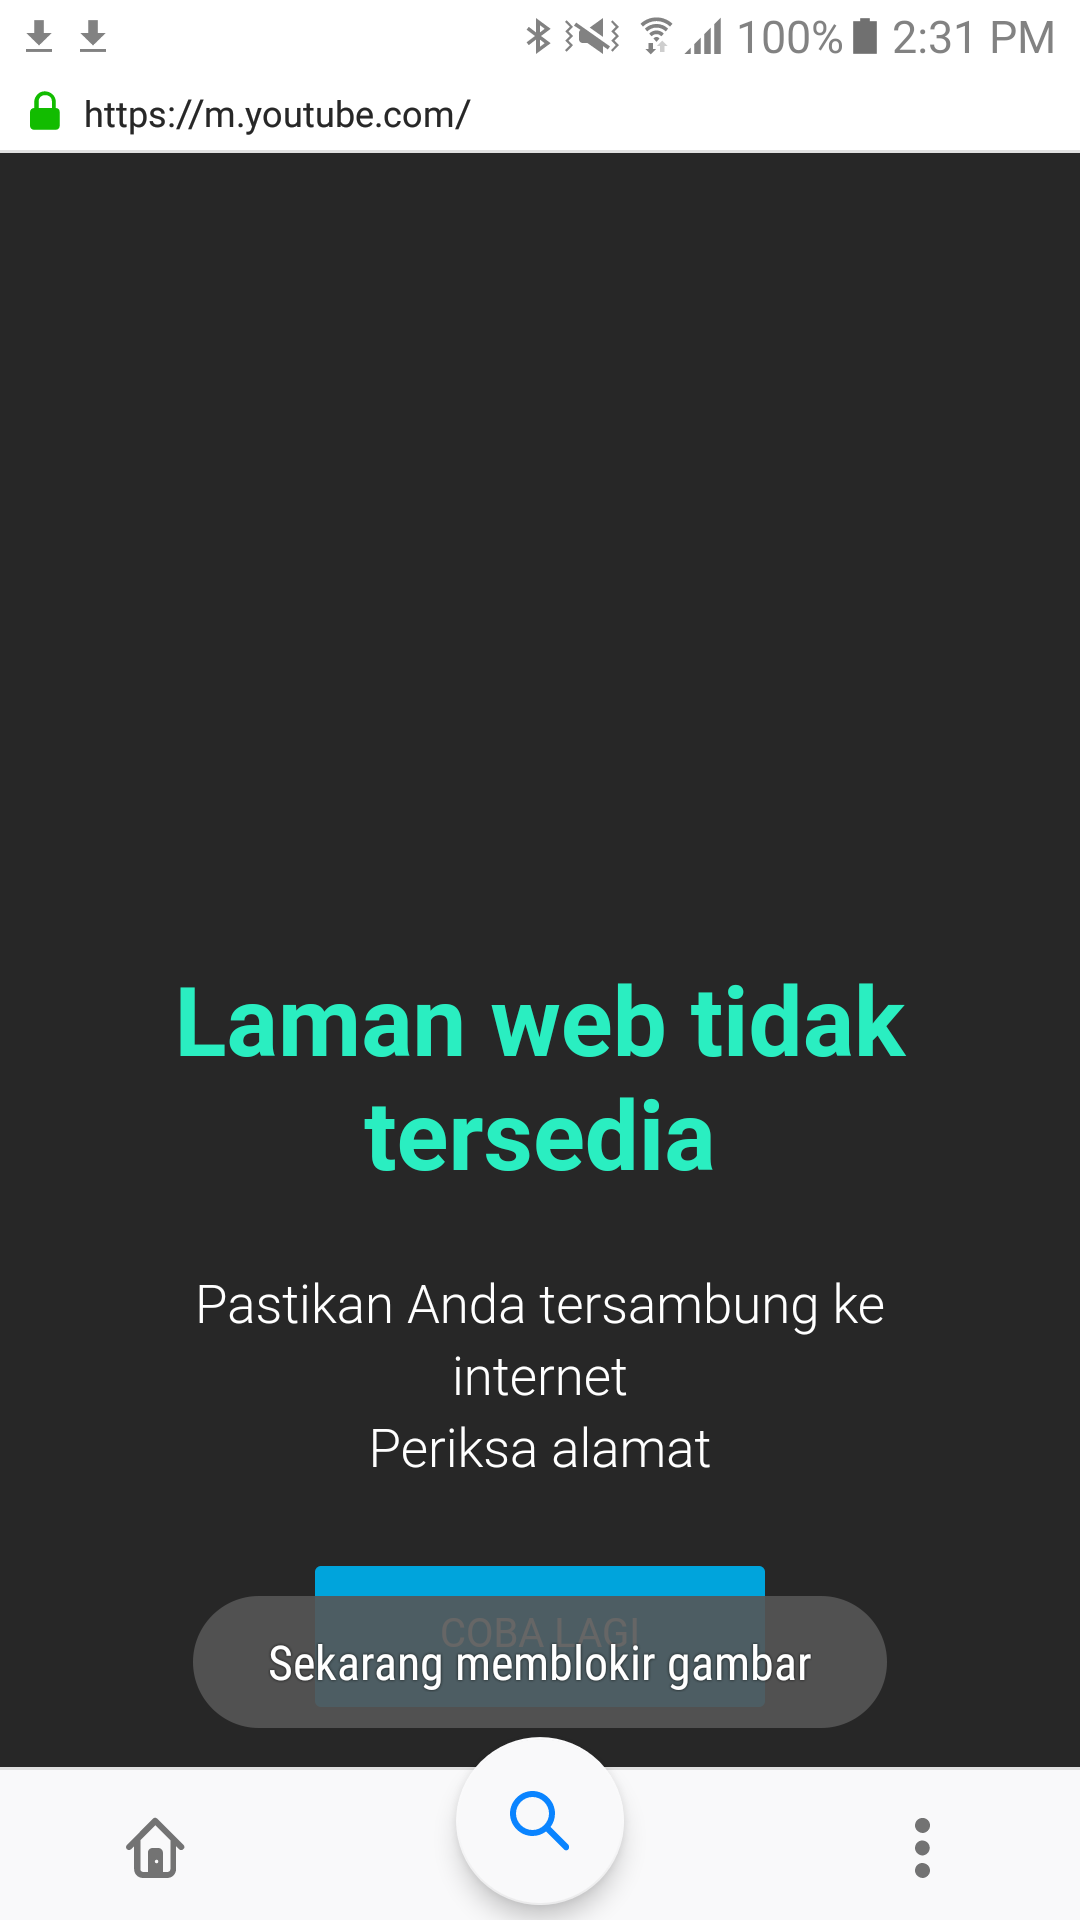 100% 2:31 PM
https://m.youtube.com/
Laman web tidak
tersedia
Pastikan Anda tersambung ke
internet
Periksa alamat
COBA LAGI
Sekarang memblokir gambar